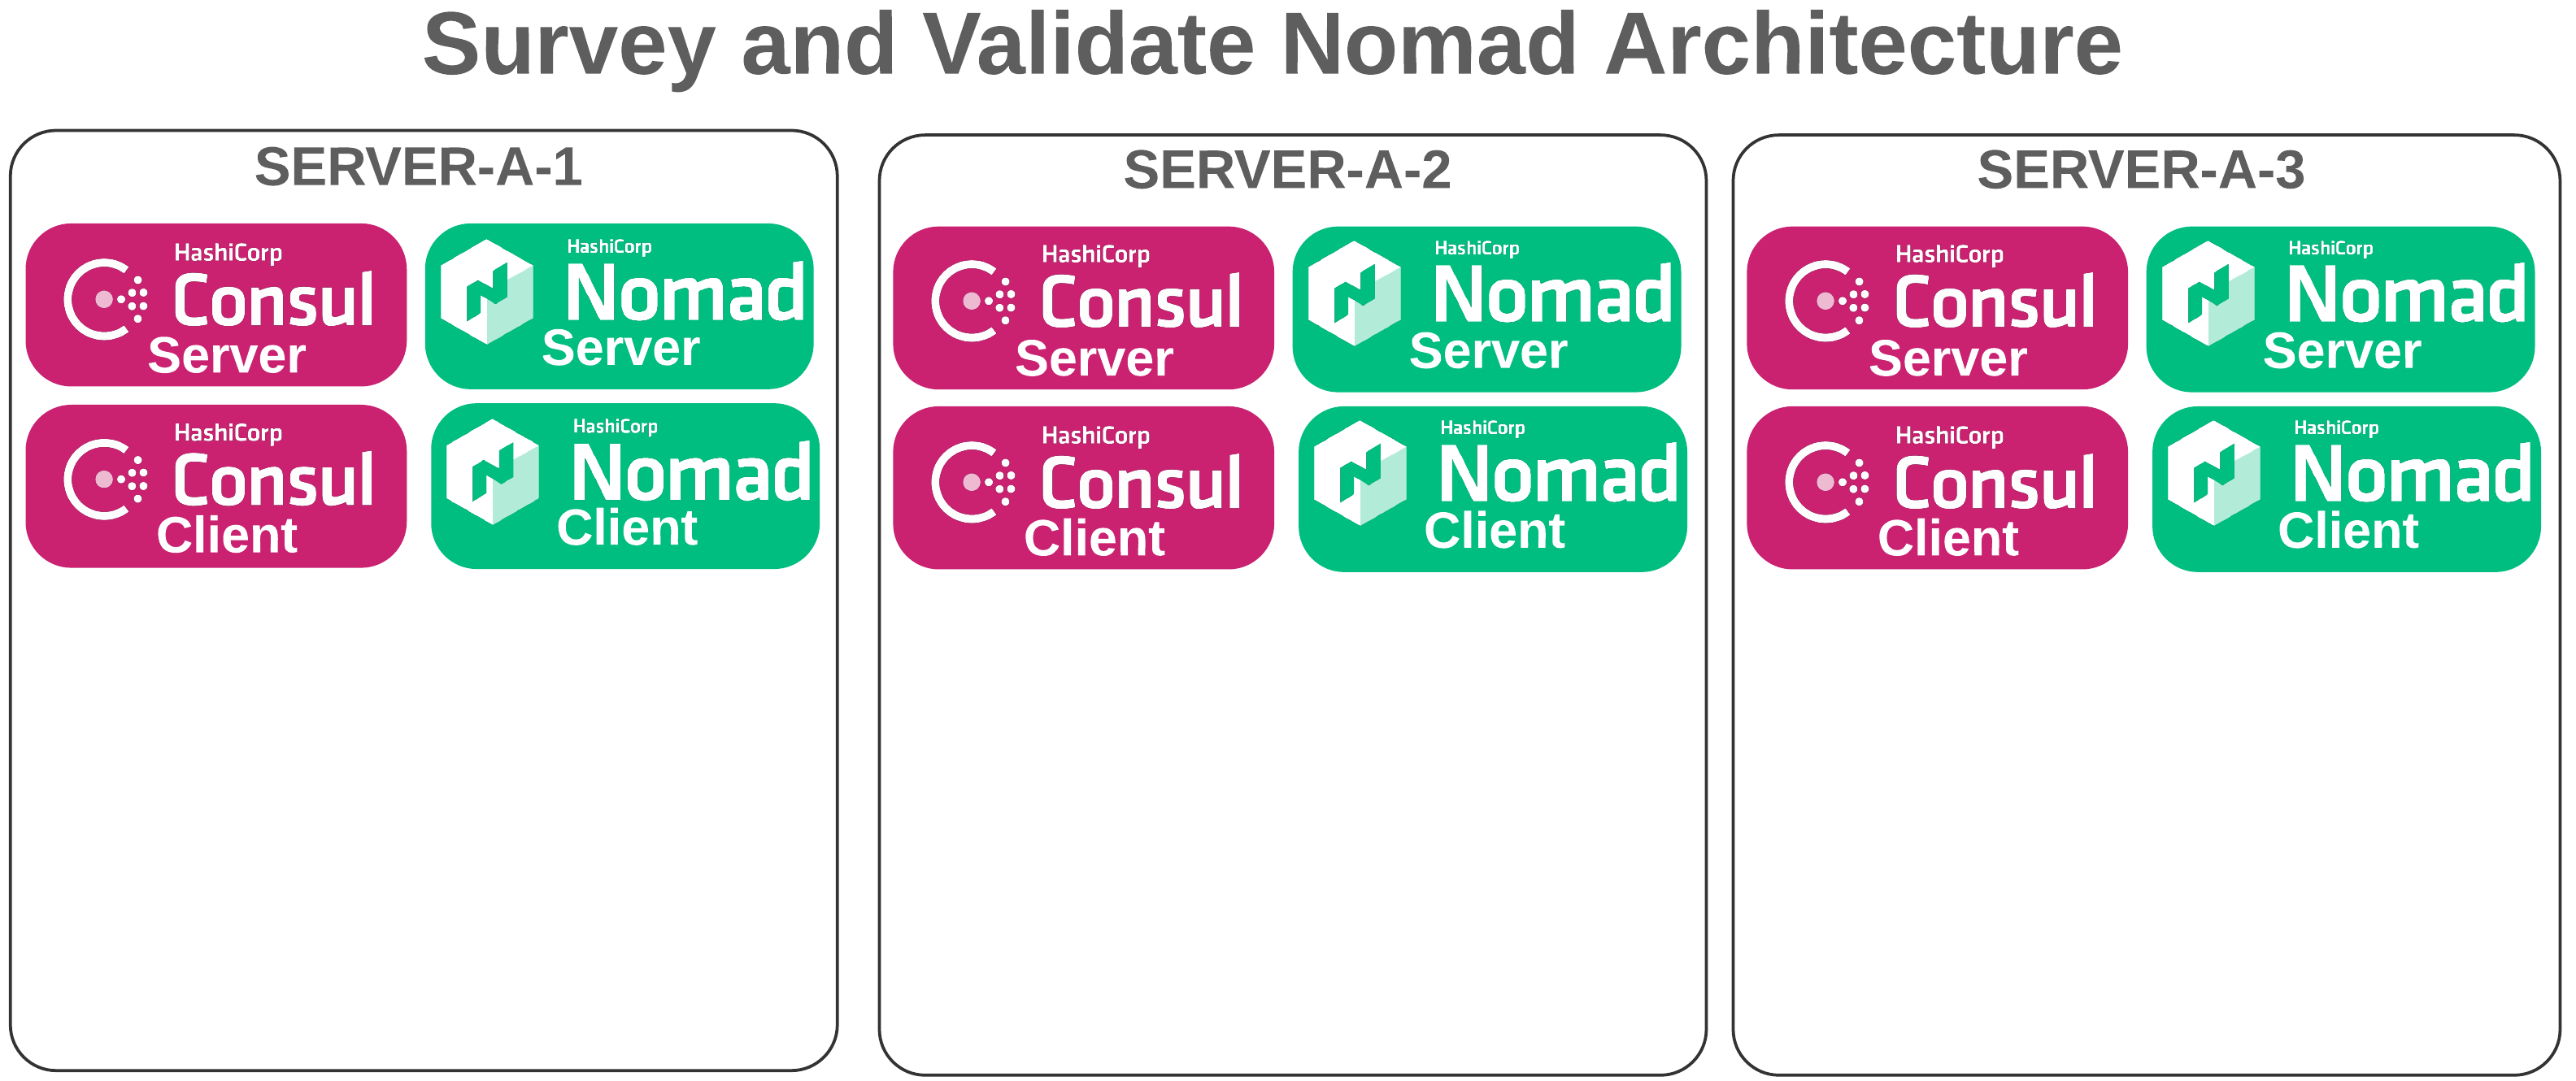 Survey and Validate Nomad Architecture
SERVER-A-1
HashiCorp
Consul
Server
HashiCorp
Nomad
Server
HashiCorp
Consul
Client
HashiCorp
Nomad
Client
SERVER-A-2
HashiCorp
Consul
Server
HashiCorp
Nomad
Server
HashiCorp
Consul
Client
HashiCorp
Nomad
Client
SERVER-A-3
HashiCorp
Consul
Server
HashiCorp
Nomad
Server
HashiCorp
Consul
Client
HashiCorp
Nomad
Client